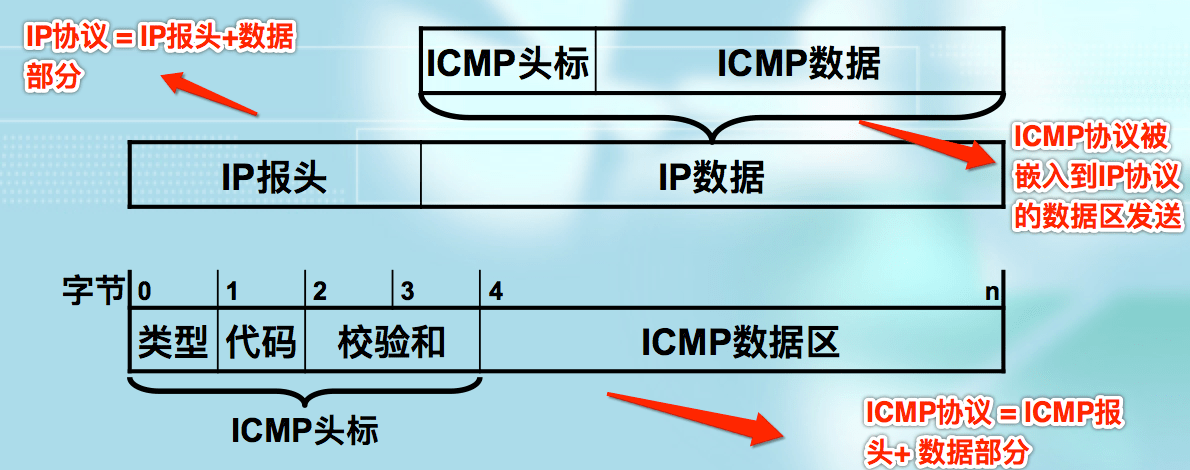 IP协议 = IP报头+数据
部分
ICMP头标 ICMP数据
IP报头 IP数据
ICMP协议被
嵌入到IP协议
的数据区发送
字节 0 1 2 3 4 n
类型 代码 校验和 ICMP数据区
ICMP头标
ICMP协议 = ICMP报
头+ 数据部分